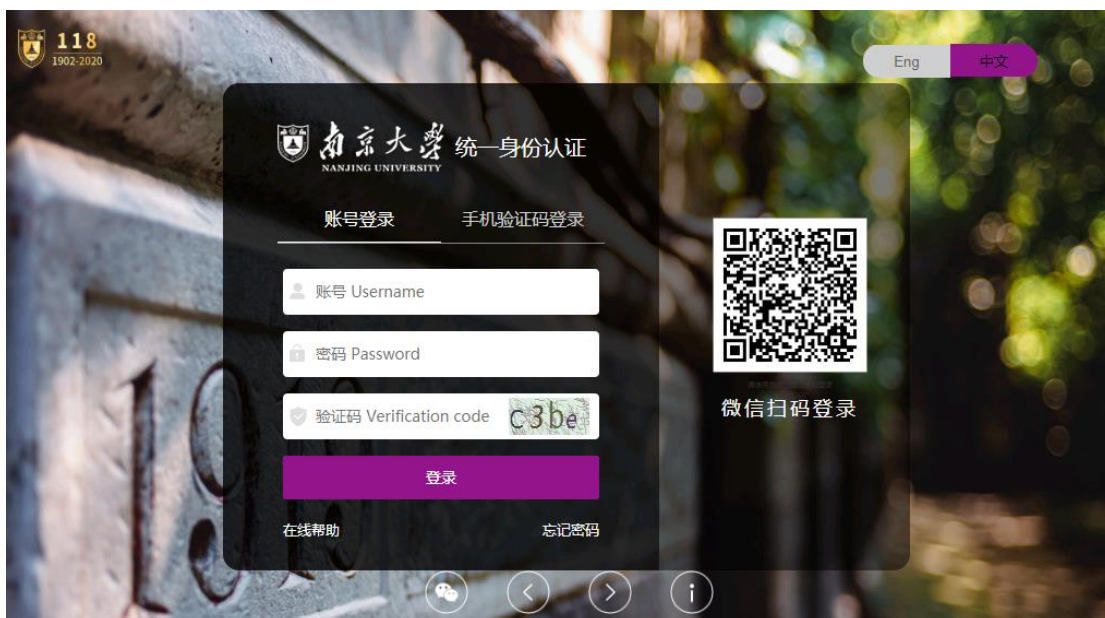 118
1902-2020
Eng
中文
南京大學
NANJING UNIVERSITY
统一身份认证
账号登录
手机验证码登录
账号 Username
密码 Password
验证码 Verification code
C3be
登录
在线帮助
忘记密码
微信扫码登录
1918